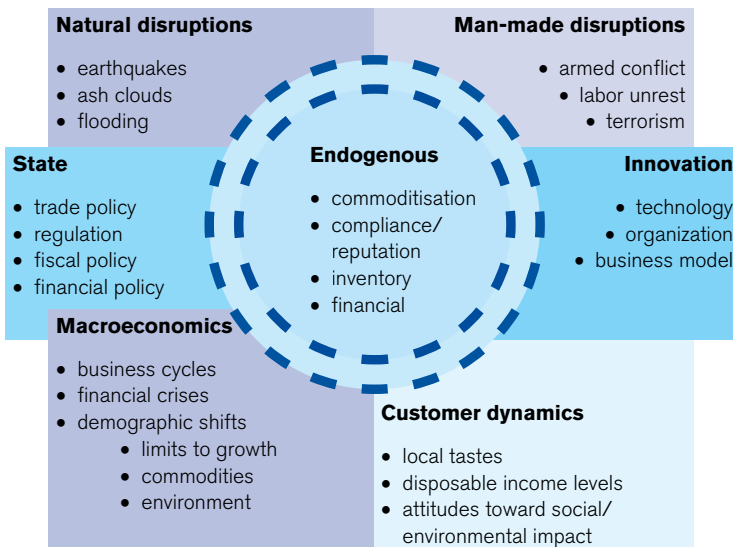 Natural disruptions
• earthquakes
• ash clouds
• flooding
Man-made disruptions
• armed conflict
• labor unrest
• terrorism
State
• trade policy
• regulation
• fiscal policy
• financial policy
Endogenous
• commoditisation
• compliance/
reputation
• inventory
• financial
Innovation
• technology
• organization
• business model
Macroeconomics
• business cycles
• financial crises
• demographic shifts
• limits to growth
• commodities
• environment
Customer dynamics
• local tastes
• disposable income levels
• attitudes toward social/
environmental impact